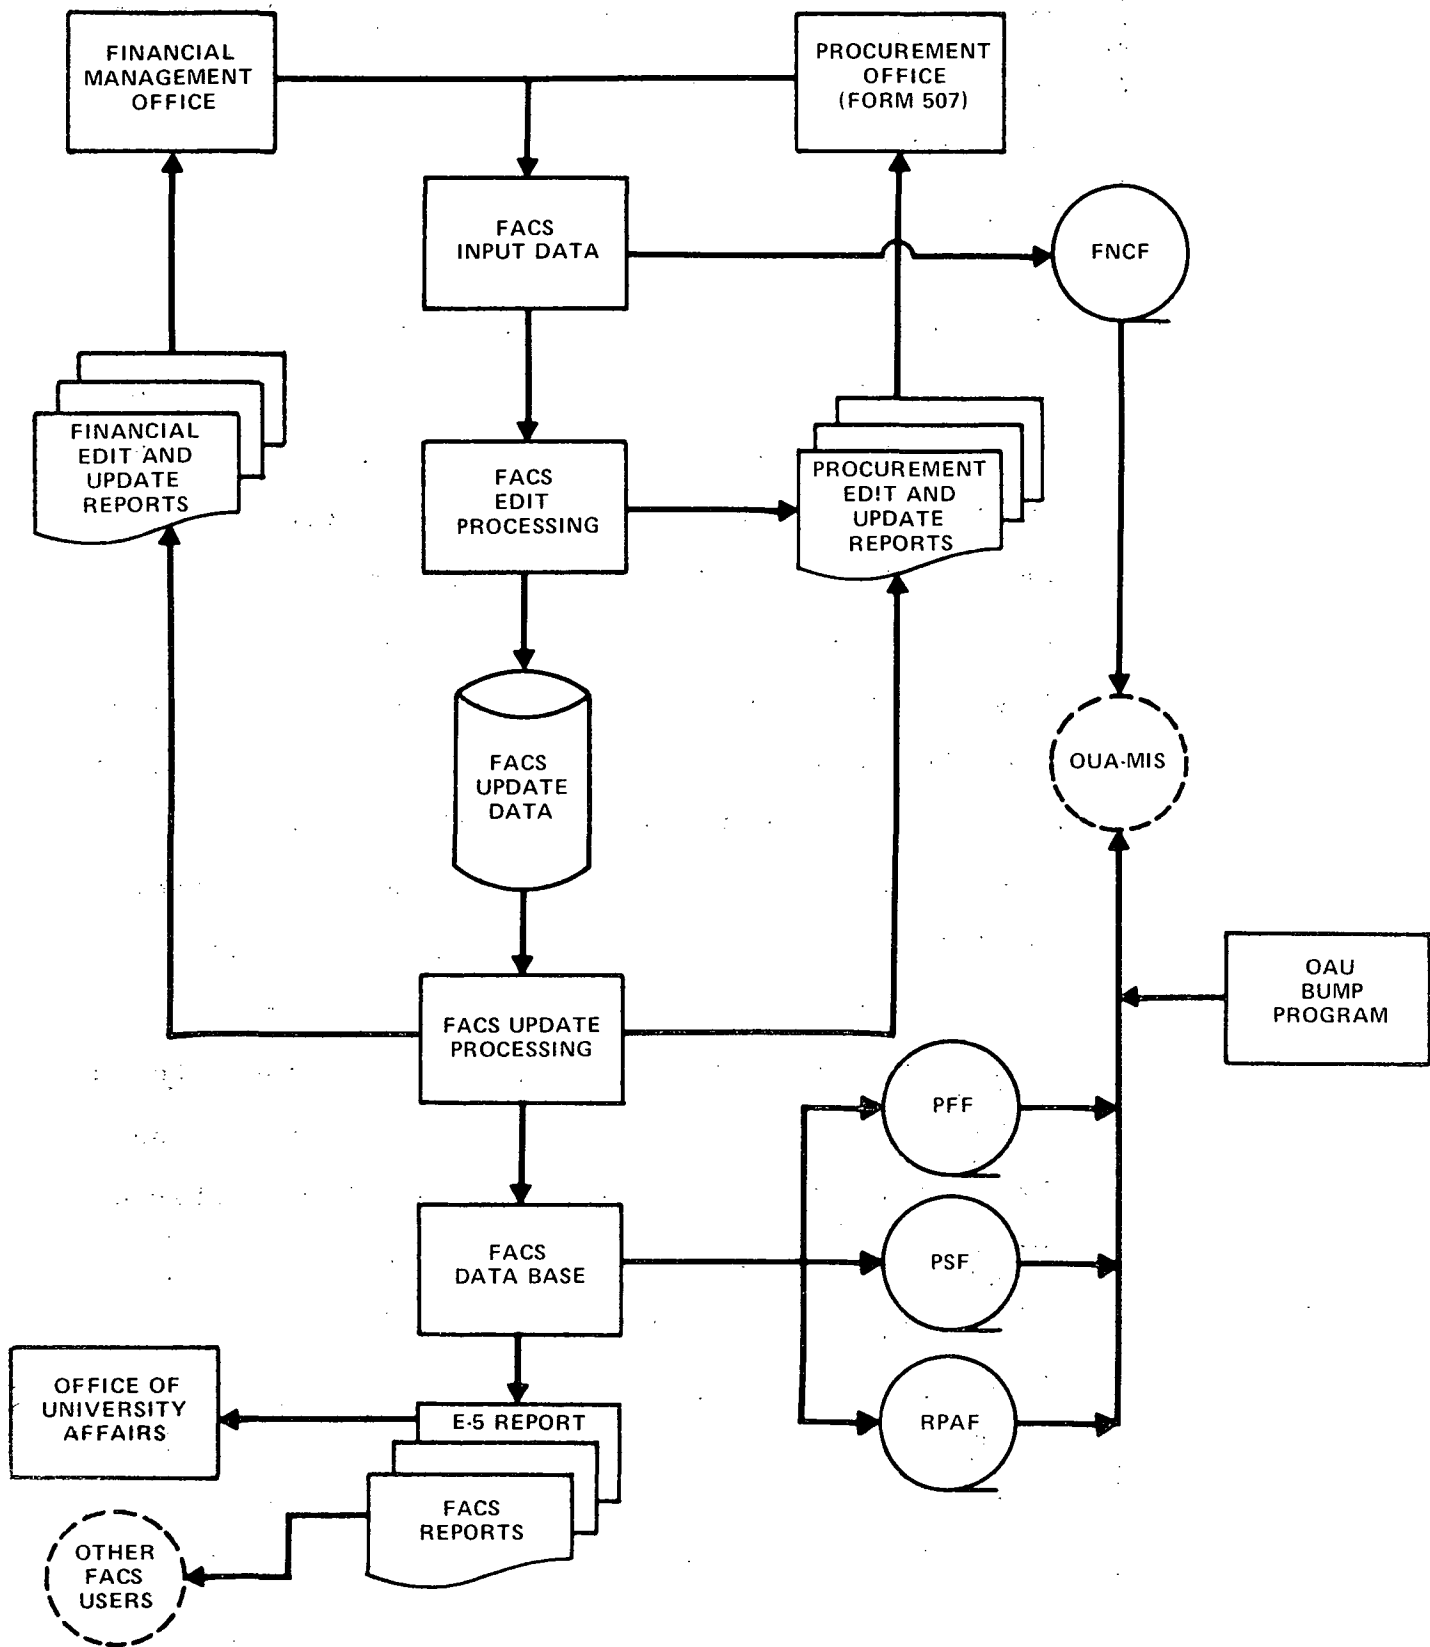 FINANCIAL
MANAGEMENT
OFFICE
PROCUREMENT
OFFICE
(FORM 507)
FACS
INPUT DATA
FNCF
FINANCIAL
EDIT AND
UPDATE
REPORTS
FACS
EDIT
PROCESSING
PROCUREMENT
EDIT AND
UPDATE
REPORTS
FACS
UPDATE
DATA
OUA-MIS
OAU
BUMP
PROGRAM
FACS UPDATE
PROCESSING
PFF
FACS
DATA BASE
PSF
OFFICE OF
UNIVERSITY
AFFAIRS
E-5 REPORT
RPAF
FACS
REPORTS
OTHER
FACS
USERS